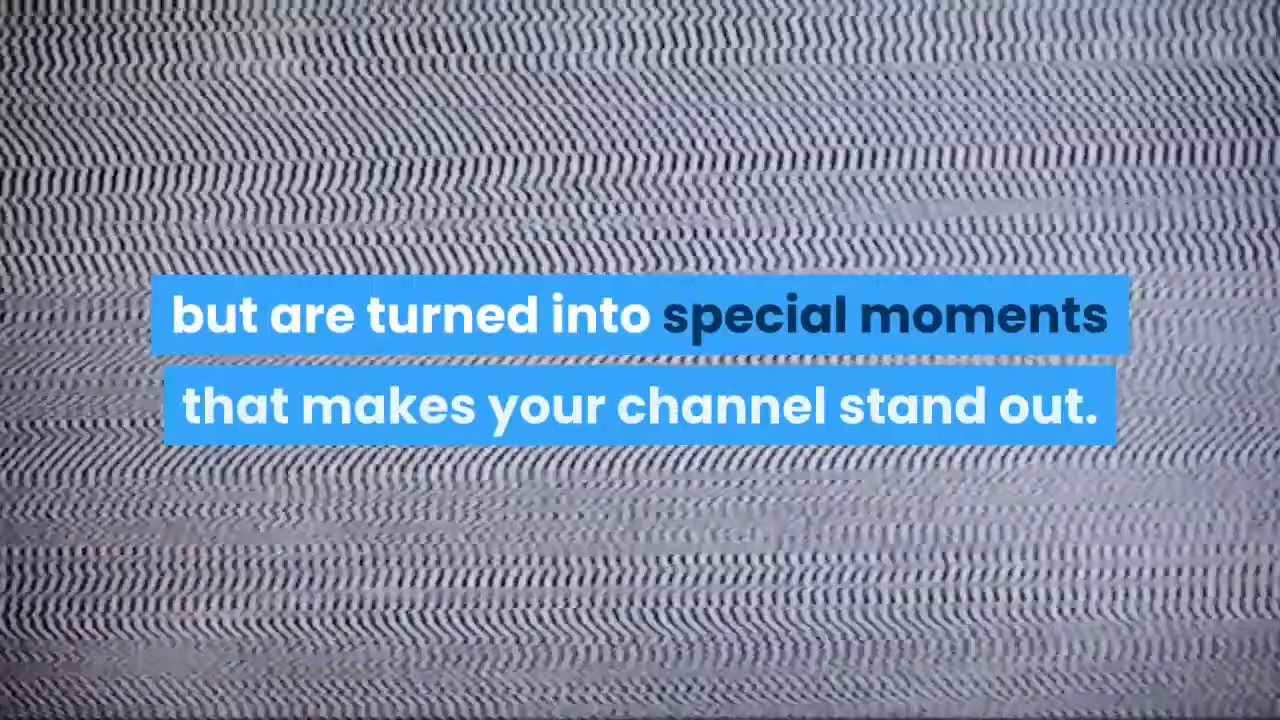 but are turned into special moments
that makes your channel stand out.